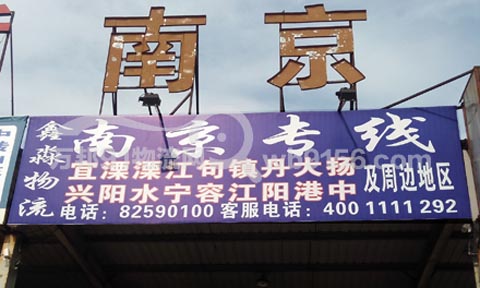 南京
鑫淼物流
南京专线
宜溧溧江句镇丹大扬
兴阳水宁容江阳港中
及周边地区
电话：82590100 客服电话：400 1111 292